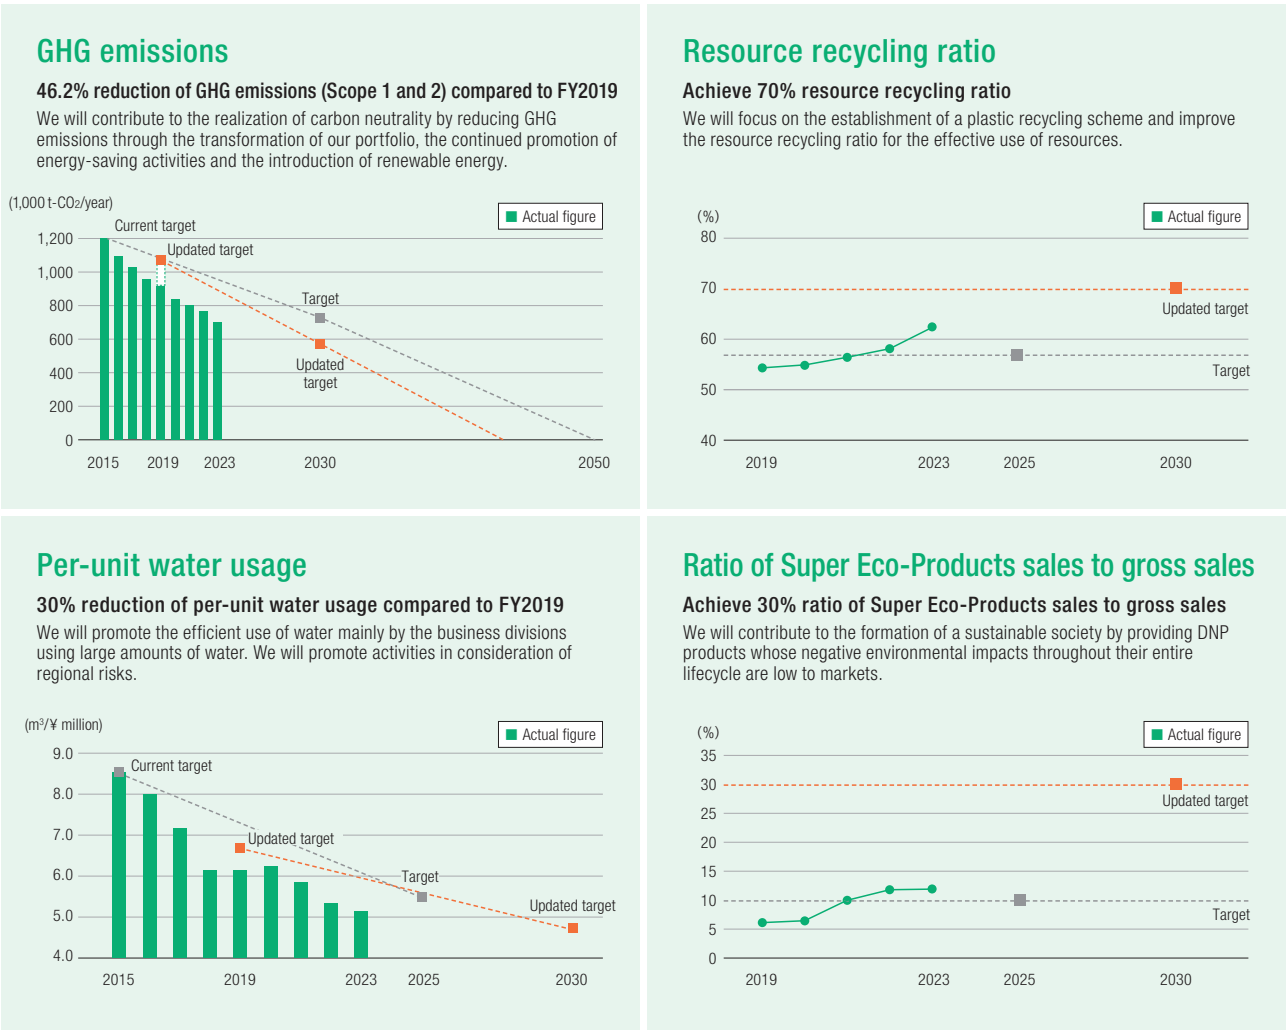 GHG emissions
46.2% reduction of GHG emissions (Scope 1 and 2) compared to FY2019
We will contribute to the realization of carbon neutrality by reducing GHG
emissions through the transformation of our portfolio, the continued promotion of
energy-saving activities and the introduction of renewable energy.
(1,000 t-CO2/year)
Actual figure
Current target
Updated target
Target
Updated
target
1,200
1,000
800
600
400
200
0
2015
2019
2023
2030
2050
Resource recycling ratio
Achieve 70% resource recycling ratio
We will focus on the establishment of a plastic recycling scheme and improve
the resource recycling ratio for the effective use of resources.
(%)
Actual figure
80
70
60
50
40
Updated target
Target
2019
2023
2025
2030
Per-unit water usage
30% reduction of per-unit water usage compared to FY2019
We will promote the efficient use of water mainly by the business divisions
using large amounts of water. We will promote activities in consideration of
regional risks.
(m³/¥ million)
Actual figure
9.0
8.0
7.0
6.0
5.0
4.0
Current target
Updated target
Target
Updated target
2015
2019
2023
2025
2030
Ratio of Super Eco-Products sales to gross sales
Achieve 30% ratio of Super Eco-Products sales to gross sales
We will contribute to the formation of a sustainable society by providing DNP
products whose negative environmental impacts throughout their entire
lifecycle are low to markets.
(%)
Actual figure
35
30
25
20
15
10
5
0
Updated target
Target
2019
2023
2025
2030